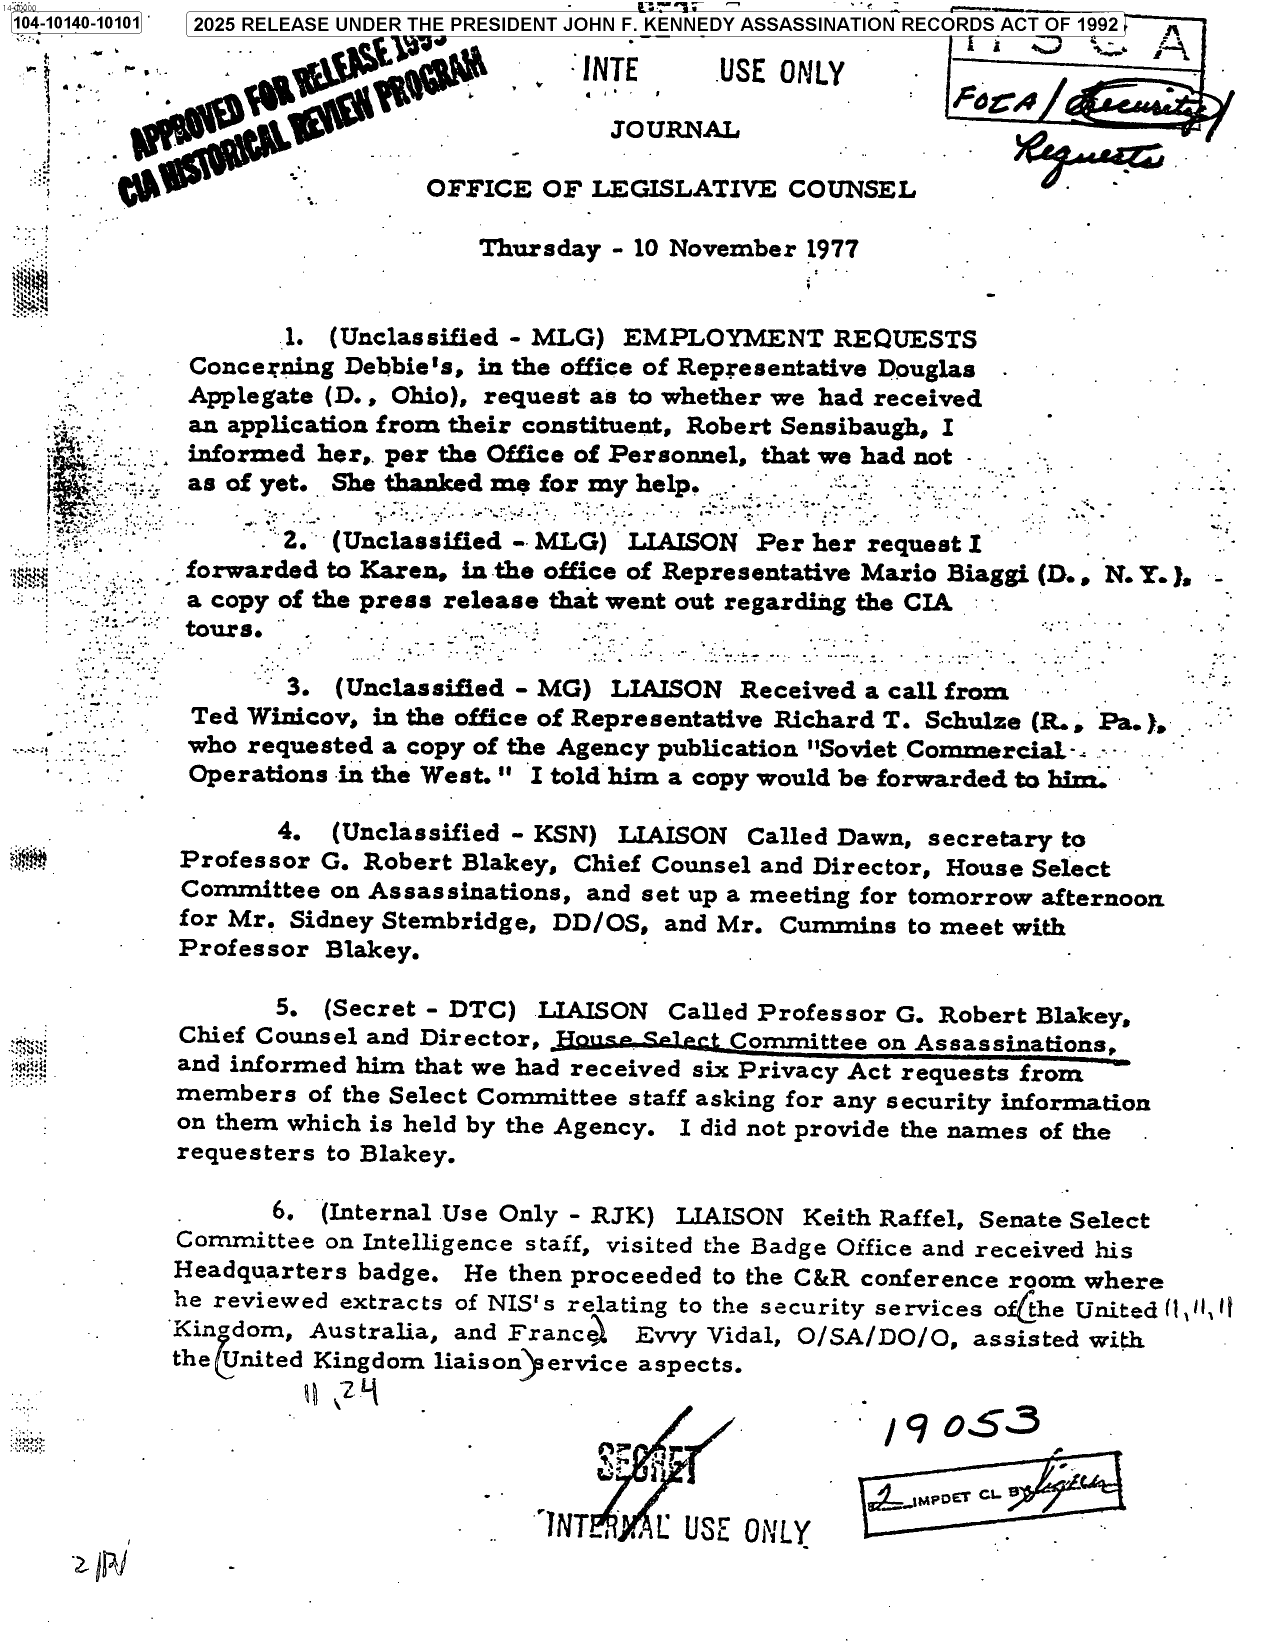 14-00000
104-10140-10101
2025 RELEASE UNDER THE PRESIDENT JOHN F. KENNEDY ASSASSINATION RECORDS ACT OF 1992
APPROVED FOR RELEASE 1993
CIA HISTORICAL REVIEW PROGRAM
INTE USE ONLY
HSCA
FOIA/Security
Requests
JOURNAL
OFFICE OF LEGISLATIVE COUNSEL
Thursday - 10 November 1977
1. (Unclassified - MLG) EMPLOYMENT REQUESTS
Concerning Debbie's, in the office of Representative Douglas
Applegate (D., Ohio), request as to whether we had received
an application from their constituent, Robert Sensibaugh, I
informed her, per the Office of Personnel, that we had not
as of yet. She thanked me for my help.
2. (Unclassified - MLG) LIAISON Per her request I
forwarded to Karen, in the office of Representative Mario Biaggi (D., N.Y.),
a copy of the press release that went out regarding the CIA
tours.
3. (Unclassified - MG) LIAISON Received a call from
Ted Winicov, in the office of Representative Richard T. Schulze (R., Pa.),
who requested a copy of the Agency publication "Soviet Commercial
Operations in the West." I told him a copy would be forwarded to him.
4. (Unclassified - KSN) LIAISON Called Dawn, secretary to
Professor G. Robert Blakey, Chief Counsel and Director, House Select
Committee on Assassinations, and set up a meeting for tomorrow afternoon
for Mr. Sidney Stembridge, DD/OS, and Mr. Cummins to meet with
Professor Blakey.
5. (Secret - DTC) LIAISON Called Professor G. Robert Blakey,
Chief Counsel and Director, House Select Committee on Assassinations,
and informed him that we had received six Privacy Act requests from
members of the Select Committee staff asking for any security information
on them which is held by the Agency. I did not provide the names of the
requesters to Blakey.
6. (Internal Use Only - RJK) LIAISON Keith Raffel, Senate Select
Committee on Intelligence staff, visited the Badge Office and received his
Headquarters badge. He then proceeded to the C&R conference room where
he reviewed extracts of NIS's relating to the security services of (the United
Kingdom, Australia, and France). Evvy Vidal, O/SA/DO/O, assisted with
the (United Kingdom liaison) service aspects.
11,24
19053
SECRET
2 IMPDET CL BY
INTERNAL USE ONLY